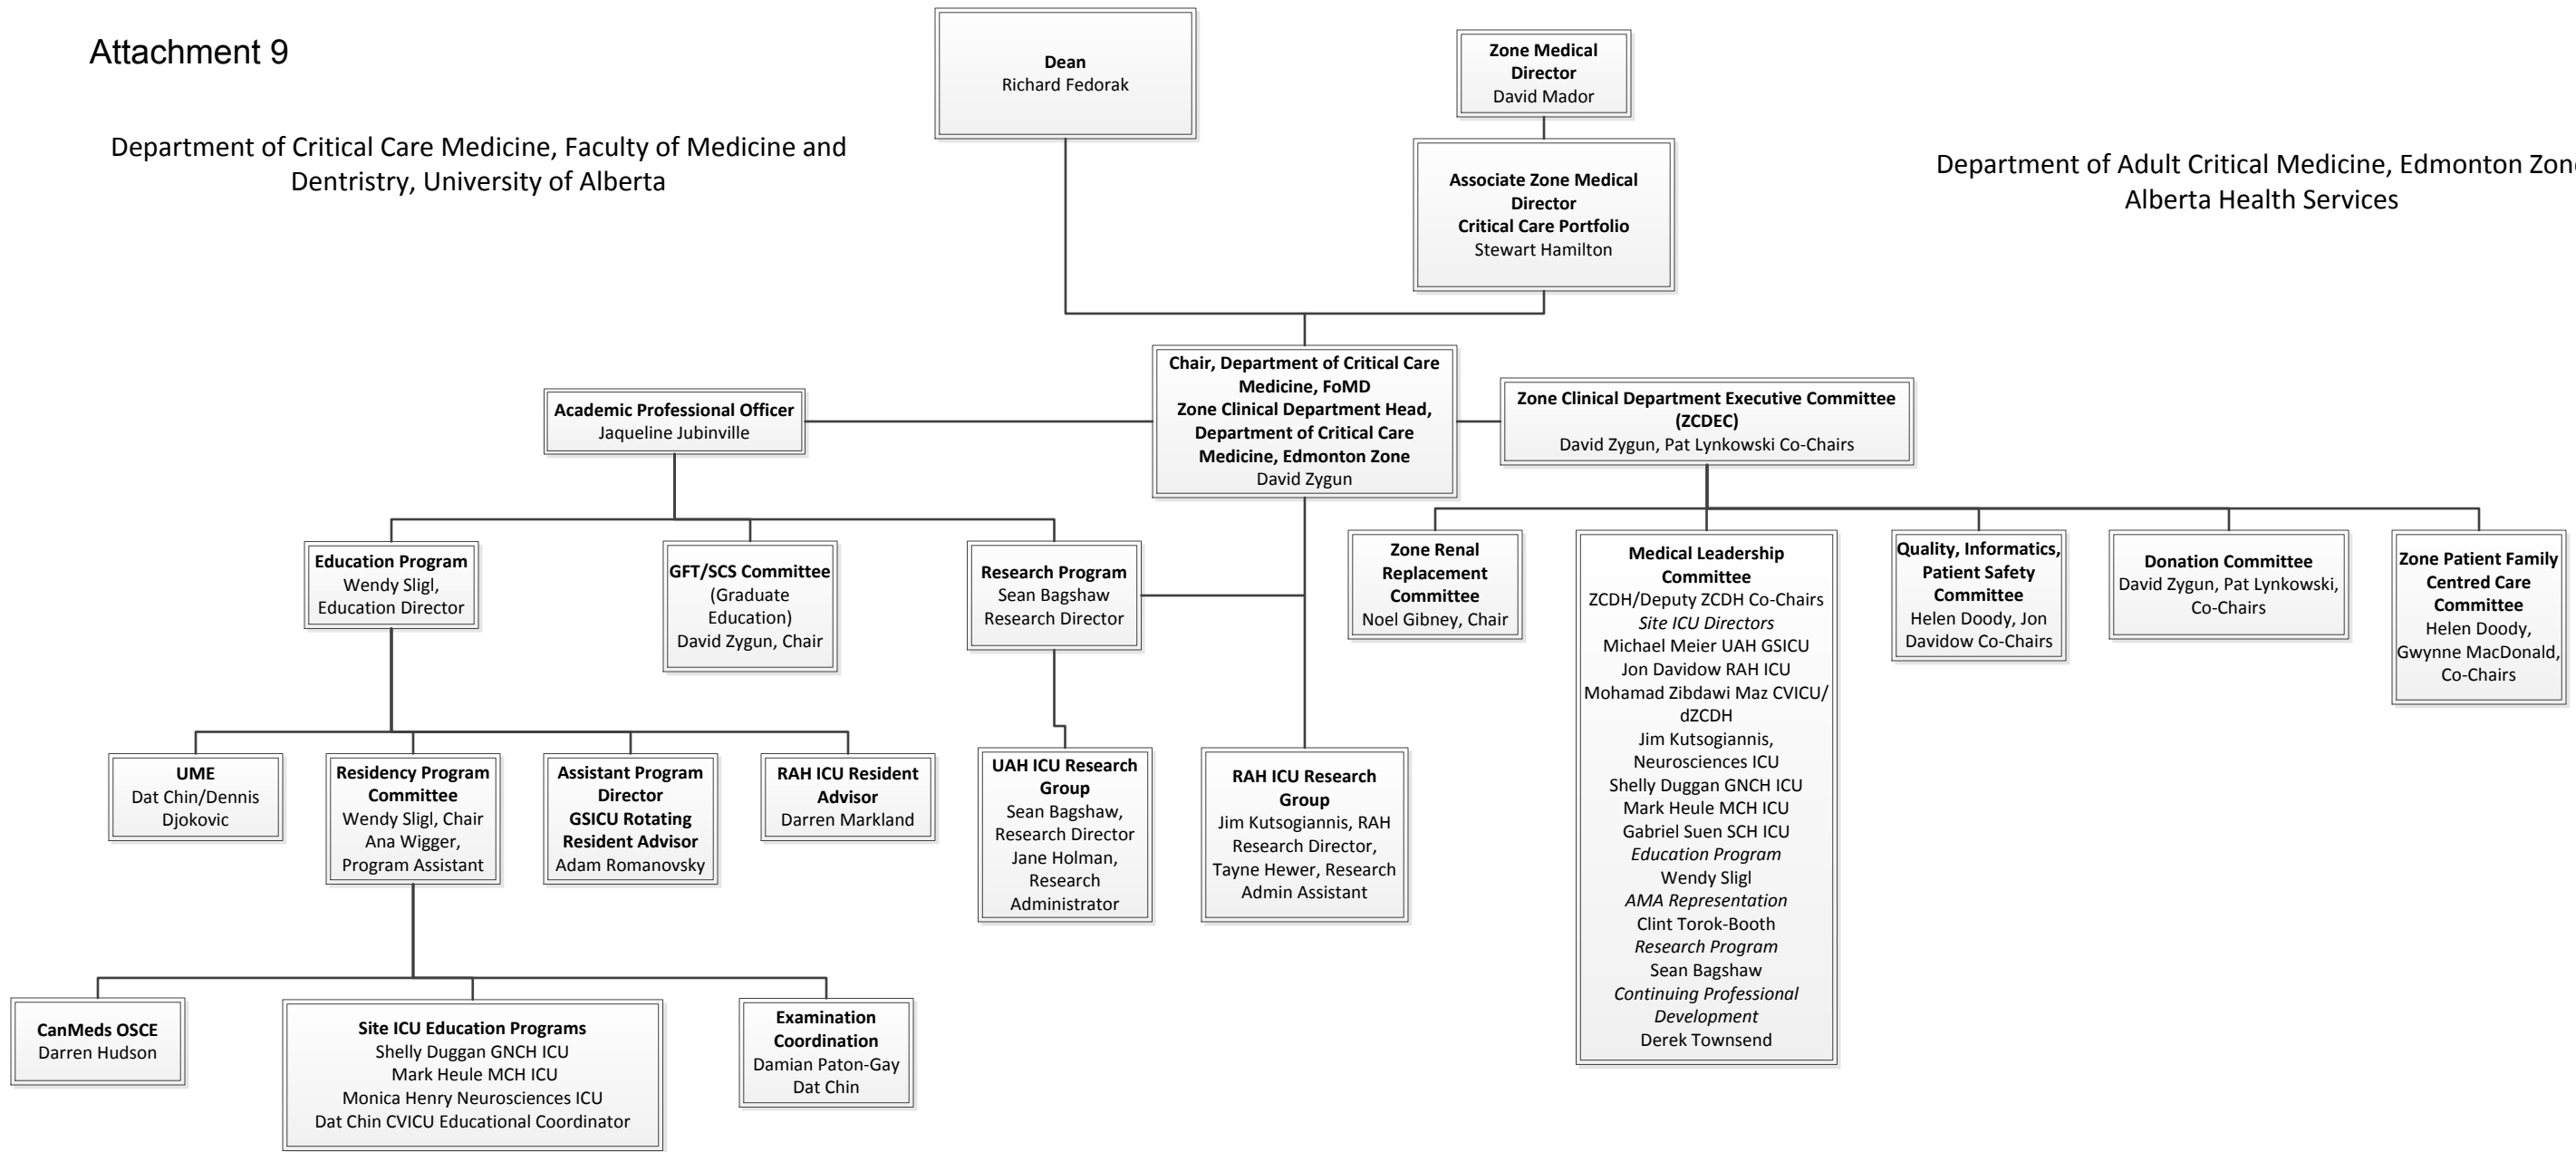 Attachment 9
Department of Critical Care Medicine, Faculty of Medicine and
Dentristry, University of Alberta
Dean
Richard Fedorak
Zone Medical
Director
David Mador
Associate Zone Medical
Director
Critical Care Portfolio
Stewart Hamilton
Department of Adult Critical Medicine, Edmonton Zone
Alberta Health Services
Chair, Department of Critical Care
Medicine, FoMD
Zone Clinical Department Head,
Department of Critical Care
Medicine, Edmonton Zone
David Zygun
Academic Professional Officer
Jaqueline Jubinville
Zone Clinical Department Executive Committee
(ZCDEC)
David Zygun, Pat Lynkowski Co-Chairs
Education Program
Wendy Sligl,
Education Director
GFT/SCS Committee
(Graduate
Education)
David Zygun, Chair
Research Program
Sean Bagshaw
Research Director
Zone Renal
Replacement
Committee
Noel Gibney, Chair
Medical Leadership
Committee
ZCDH/Deputy ZCDH Co-Chairs
Site ICU Directors
Michael Meier UAH GSICU
Jon Davidow RAH ICU
Mohamad Zibdawi Maz CVICU/
dZCDH
Jim Kutsogiannis,
Neurosciences ICU
Shelly Duggan GNCH ICU
Mark Heule MCH ICU
Gabriel Suen SCH ICU
Education Program
Wendy Sligl
AMA Representation
Clint Torok-Booth
Research Program
Sean Bagshaw
Continuing Professional
Development
Derek Townsend
Quality, Informatics,
Patient Safety
Committee
Helen Doody, Jon
Davidow Co-Chairs
Donation Committee
David Zygun, Pat Lynkowski,
Co-Chairs
Zone Patient Family
Centred Care
Committee
Helen Doody,
Gwynne MacDonald,
Co-Chairs
UME
Dat Chin/Dennis
Djokovic
Residency Program
Committee
Wendy Sligl, Chair
Ana Wigger,
Program Assistant
Assistant Program
Director
GSICU Rotating
Resident Advisor
Adam Romanovsky
RAH ICU Resident
Advisor
Darren Markland
UAH ICU Research
Group
Sean Bagshaw,
Research Director
Jane Holman,
Research
Administrator
RAH ICU Research
Group
Jim Kutsogiannis, RAH
Research Director,
Tayne Hewer, Research
Admin Assistant
CanMeds OSCE
Darren Hudson
Site ICU Education Programs
Shelly Duggan GNCH ICU
Mark Heule MCH ICU
Monica Henry Neurosciences ICU
Dat Chin CVICU Educational Coordinator
Examination
Coordination
Damian Paton-Gay
Dat Chin